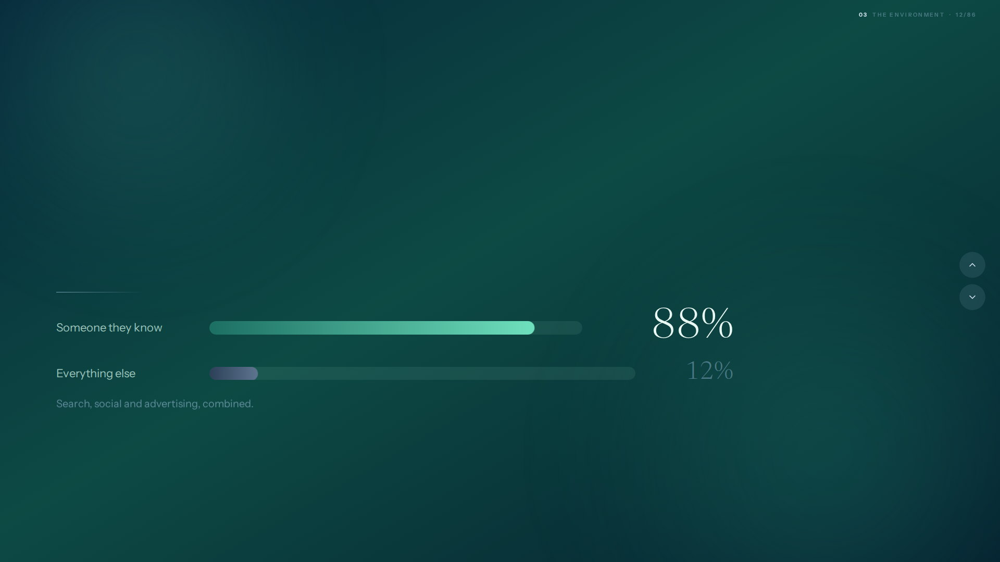 03 THE ENVIRONMENT · 12/86
Someone they know 88%
Everything else 12%
Search, social and advertising, combined.